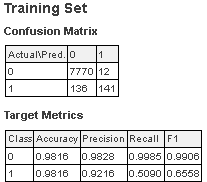 Training Set
Confusion Matrix
Actual\Pred. 0 1
0 7770 12
1 136 141
Target Metrics
Class Accuracy Precision Recall F1
0 0.9816 0.9828 0.9985 0.9906
1 0.9816 0.9216 0.5090 0.6558